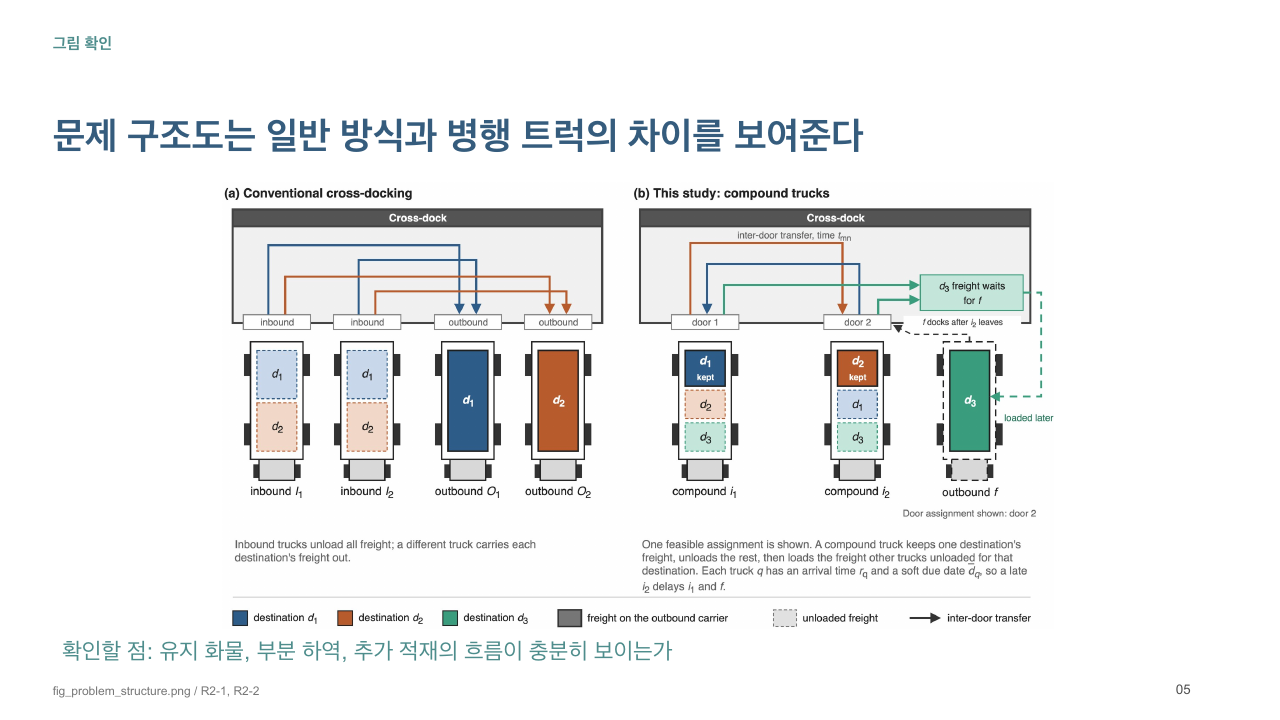 그림 확인
문제 구조도는 일반 방식과 병행 트럭의 차이를 보여준다
(a) Conventional cross-docking
Cross-dock
inbound
inbound
outbound
outbound
d1
d2
d1
d2
d1
d2
inbound I1
inbound I2
outbound O1
outbound O2
Inbound trucks unload all freight; a different truck carries each
destination's freight out.
(b) This study: compound trucks
Cross-dock
inter-door transfer, time tmn
d3 freight waits
for f
door 1
door 2
f docks after i2 leaves
d1
kept
d2
d3
d2
kept
d1
d3
d3
loaded later
compound i1
compound i2
outbound f
Door assignment shown: door 2
One feasible assignment is shown. A compound truck keeps one destination's
freight, unloads the rest, then loads the freight other trucks unloaded for that
destination. Each truck q has an arrival time rq and a soft due date d̄q, so a late
i2 delays i1 and f.
destination d1
destination d2
destination d3
freight on the outbound carrier
unloaded freight
inter-door transfer
확인할 점: 유지 화물, 부분 하역, 추가 적재의 흐름이 충분히 보이는가
fig_problem_structure.png / R2-1, R2-2
05